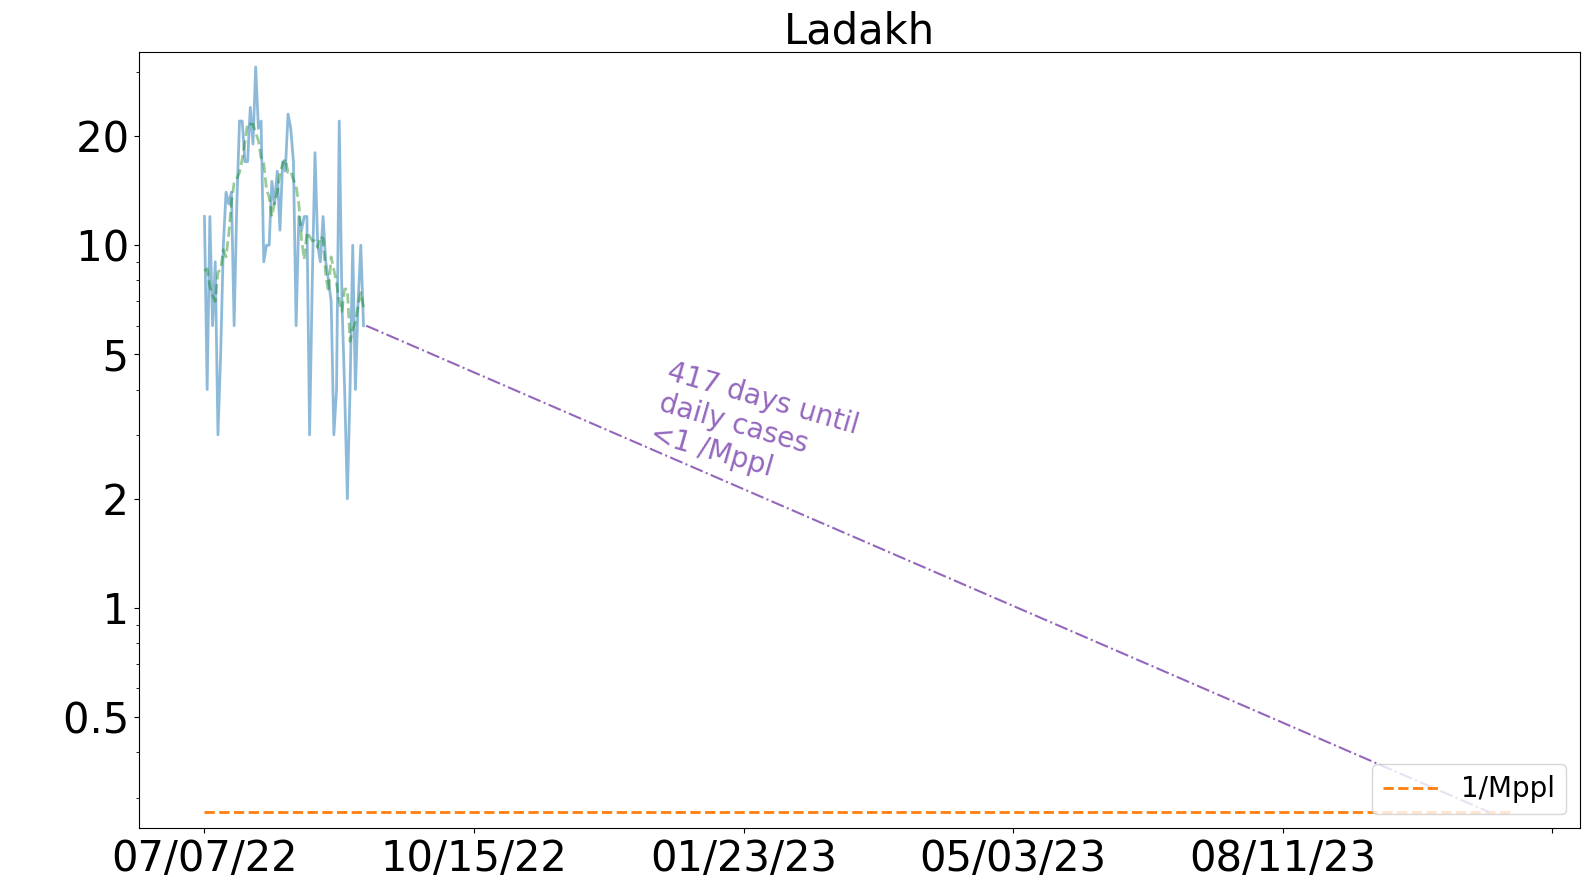 Ladakh
20
10
5
2
1
0.5
417 days until
daily cases
<1 /Mppl
1/Mppl
07/07/22
10/15/22
01/23/23
05/03/23
08/11/23